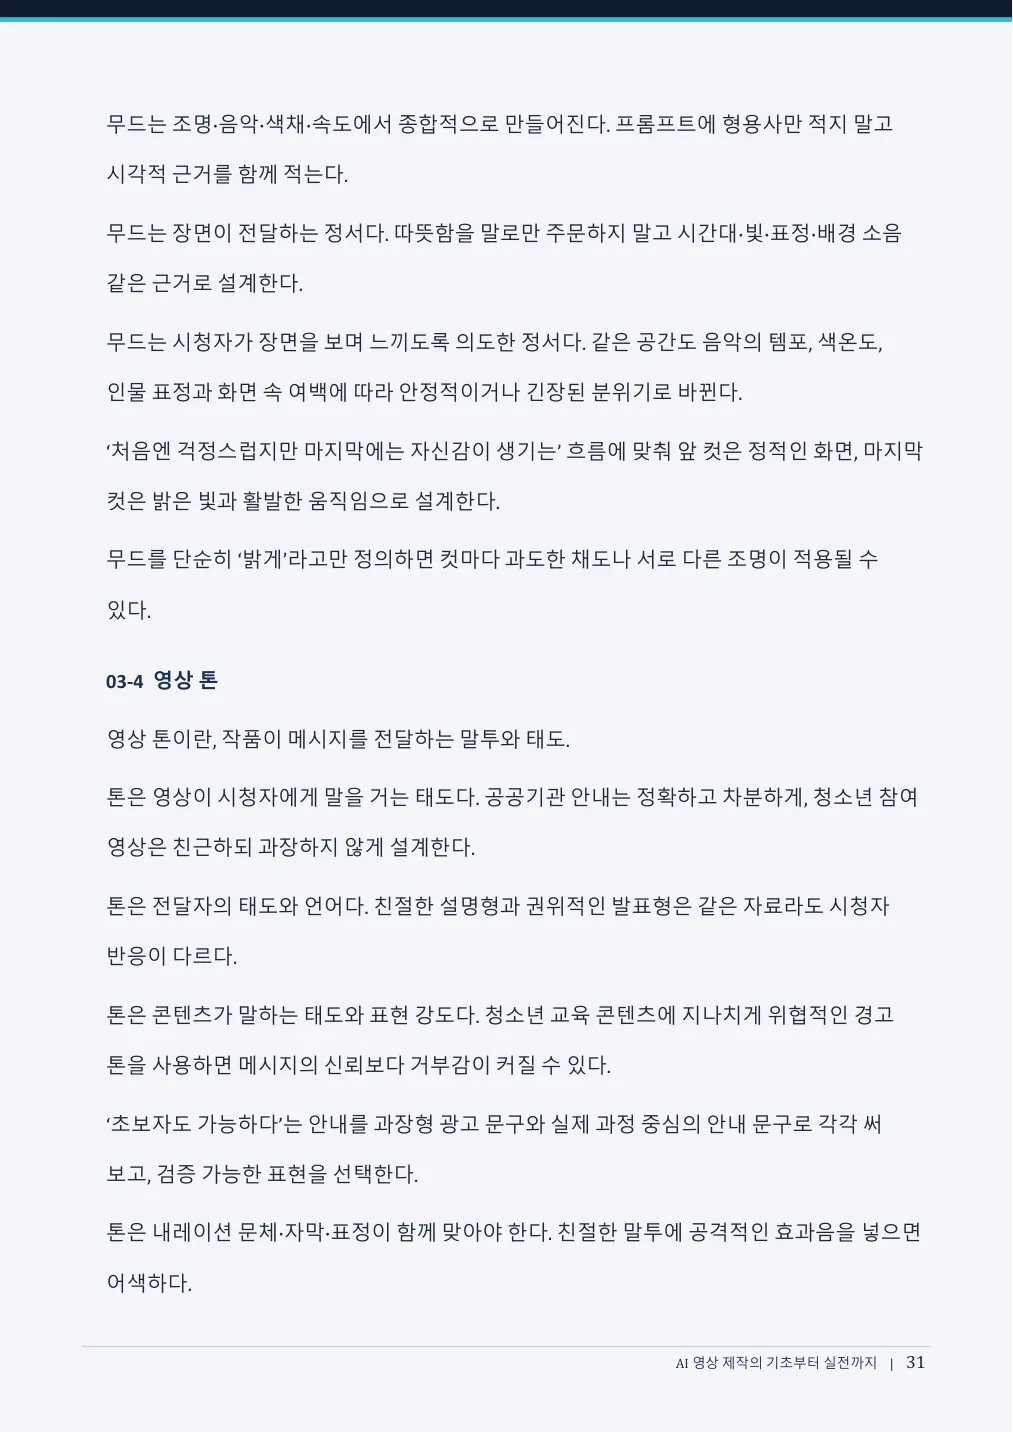 무드는 조명·음악·색채·속도에서 종합적으로 만들어진다. 프롬프트에 형용사만 적지 말고
시각적 근거를 함께 적는다.
무드는 장면이 전달하는 정서다. 따뜻함을 말로만 주문하지 말고 시간대·빛·표정·배경 소음
같은 근거로 설계한다.
무드는 시청자가 장면을 보며 느끼도록 의도한 정서다. 같은 공간도 음악의 템포, 색온도,
인물 표정과 화면 속 여백에 따라 안정적이거나 긴장된 분위기로 바뀐다.
‘처음엔 걱정스럽지만 마지막에는 자신감이 생기는’ 흐름에 맞춰 앞 컷은 정적인 화면, 마지막
컷은 밝은 빛과 활발한 움직임으로 설계한다.
무드를 단순히 ‘밝게’라고만 정의하면 컷마다 과도한 채도나 서로 다른 조명이 적용될 수
있다.
03-4 영상 톤
영상 톤이란, 작품이 메시지를 전달하는 말투와 태도.
톤은 영상이 시청자에게 말을 거는 태도다. 공공기관 안내는 정확하고 차분하게, 청소년 참여
영상은 친근하되 과장하지 않게 설계한다.
톤은 전달자의 태도와 언어다. 친절한 설명형과 권위적인 발표형은 같은 자료라도 시청자
반응이 다르다.
톤은 콘텐츠가 말하는 태도와 표현 강도다. 청소년 교육 콘텐츠에 지나치게 위협적인 경고
톤을 사용하면 메시지의 신뢰보다 거부감이 커질 수 있다.
‘초보자도 가능하다’는 안내를 과장형 광고 문구와 실제 과정 중심의 안내 문구로 각각 써
보고, 검증 가능한 표현을 선택한다.
톤은 내레이션 문체·자막·표정이 함께 맞아야 한다. 친절한 말투에 공격적인 효과음을 넣으면
어색하다.
AI 영상 제작의 기초부터 실전까지 | 31